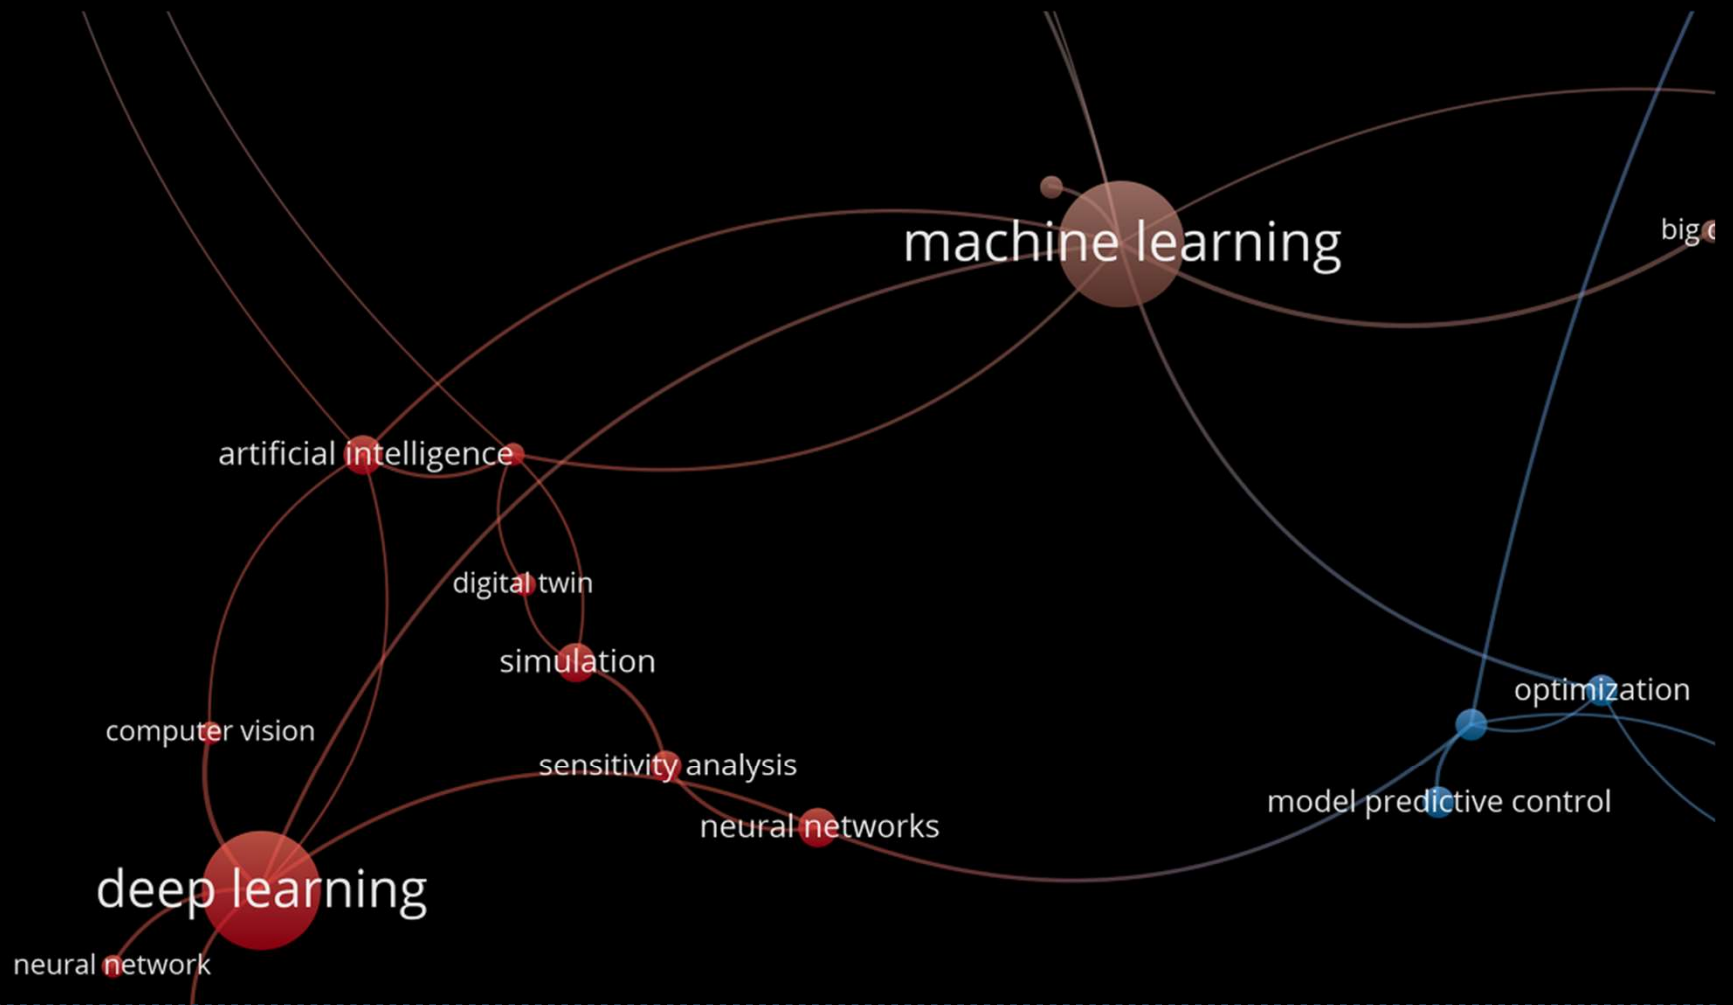 big
machine learning
artificial intelligence
digital twin
simulation
optimization
computer vision
sensitivity analysis
model predictive control
neural networks
deep learning
neural network